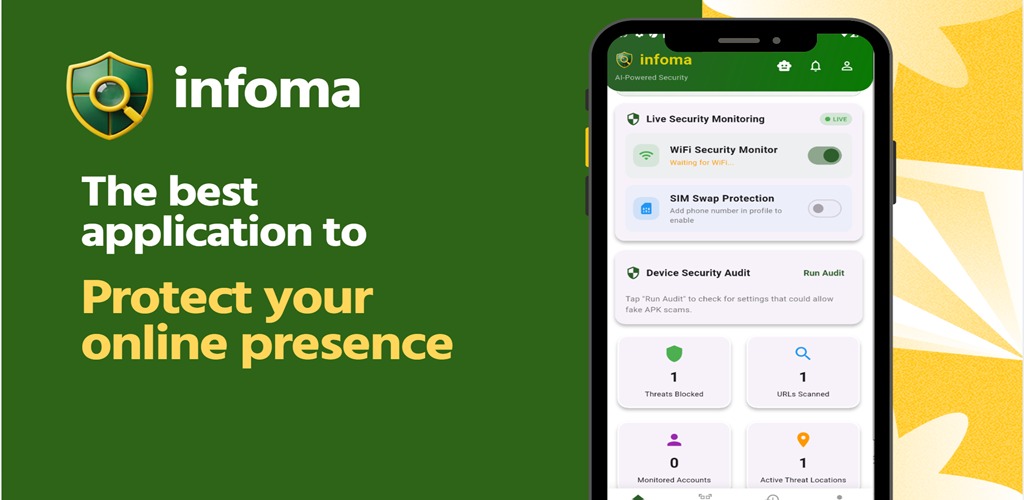 infoma
The best
application to
Protect your
online presence
infoma
AI-Powered Security
Live Security Monitoring
LIVE
WiFi Security Monitor
Waiting for WiFi...
SIM Swap Protection
Add phone number in profile to
enable
Device Security Audit
Run Audit
Tap "Run Audit" to check for settings that could allow
fake APK scams.
1
Threats Blocked
1
URLs Scanned
0
Monitored Accounts
1
Active Threat Locations